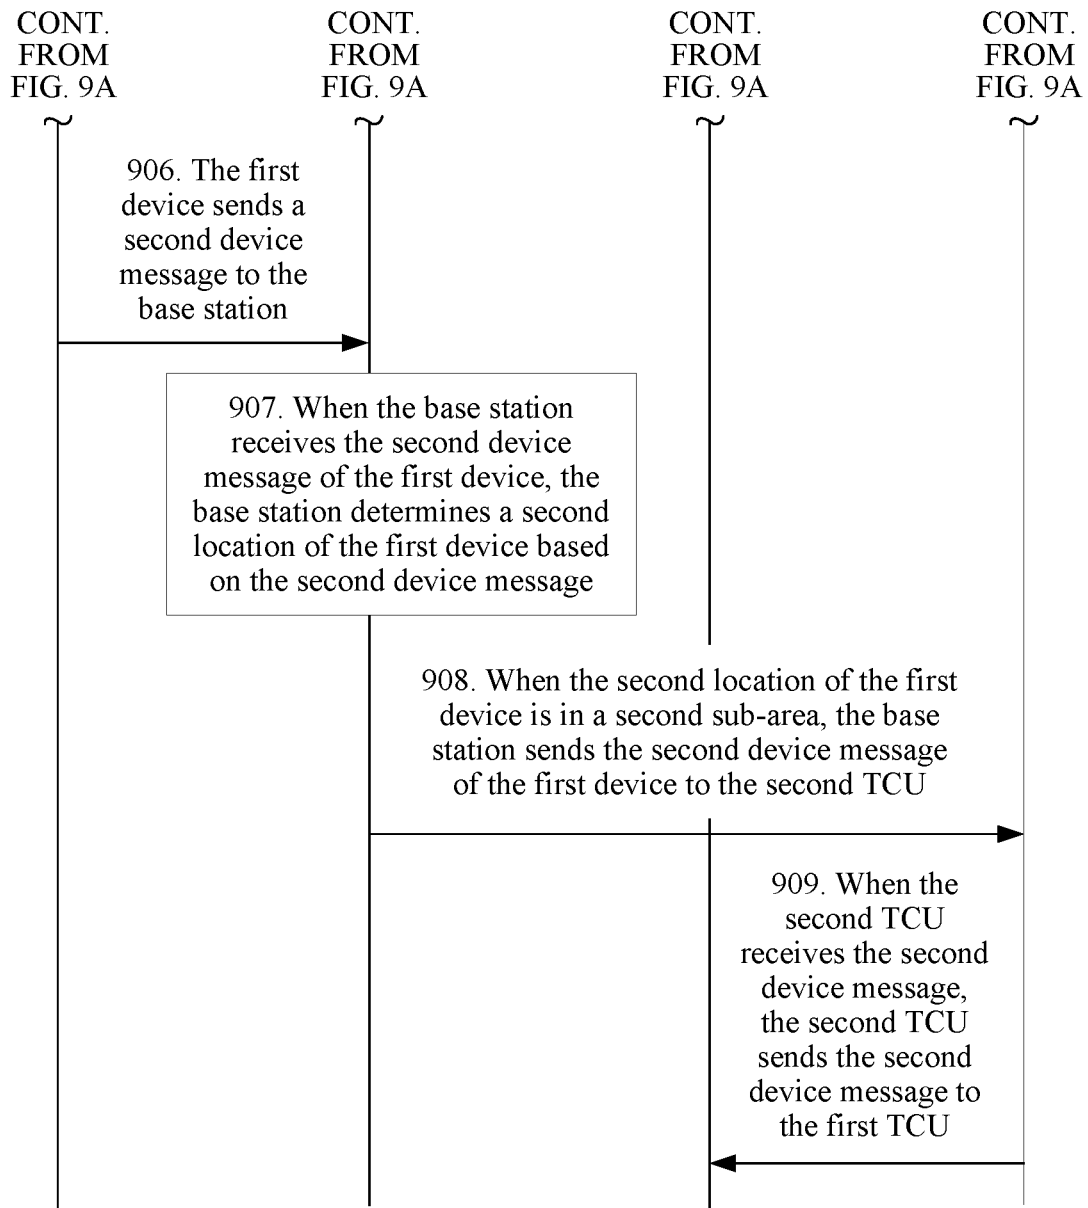 CONT.
FROM
FIG. 9A
CONT.
FROM
FIG. 9A
CONT.
FROM
FIG. 9A
CONT.
FROM
FIG. 9A
906. The first
device sends a
second device
message to the
base station
907. When the base station
receives the second device
message of the first device, the
base station determines a second
location of the first device based
on the second device message
908. When the second location of the first
device is in a second sub-area, the base
station sends the second device message
of the first device to the second TCU
909. When the
second TCU
receives the second
device message,
the second TCU
sends the second
device message to
the first TCU